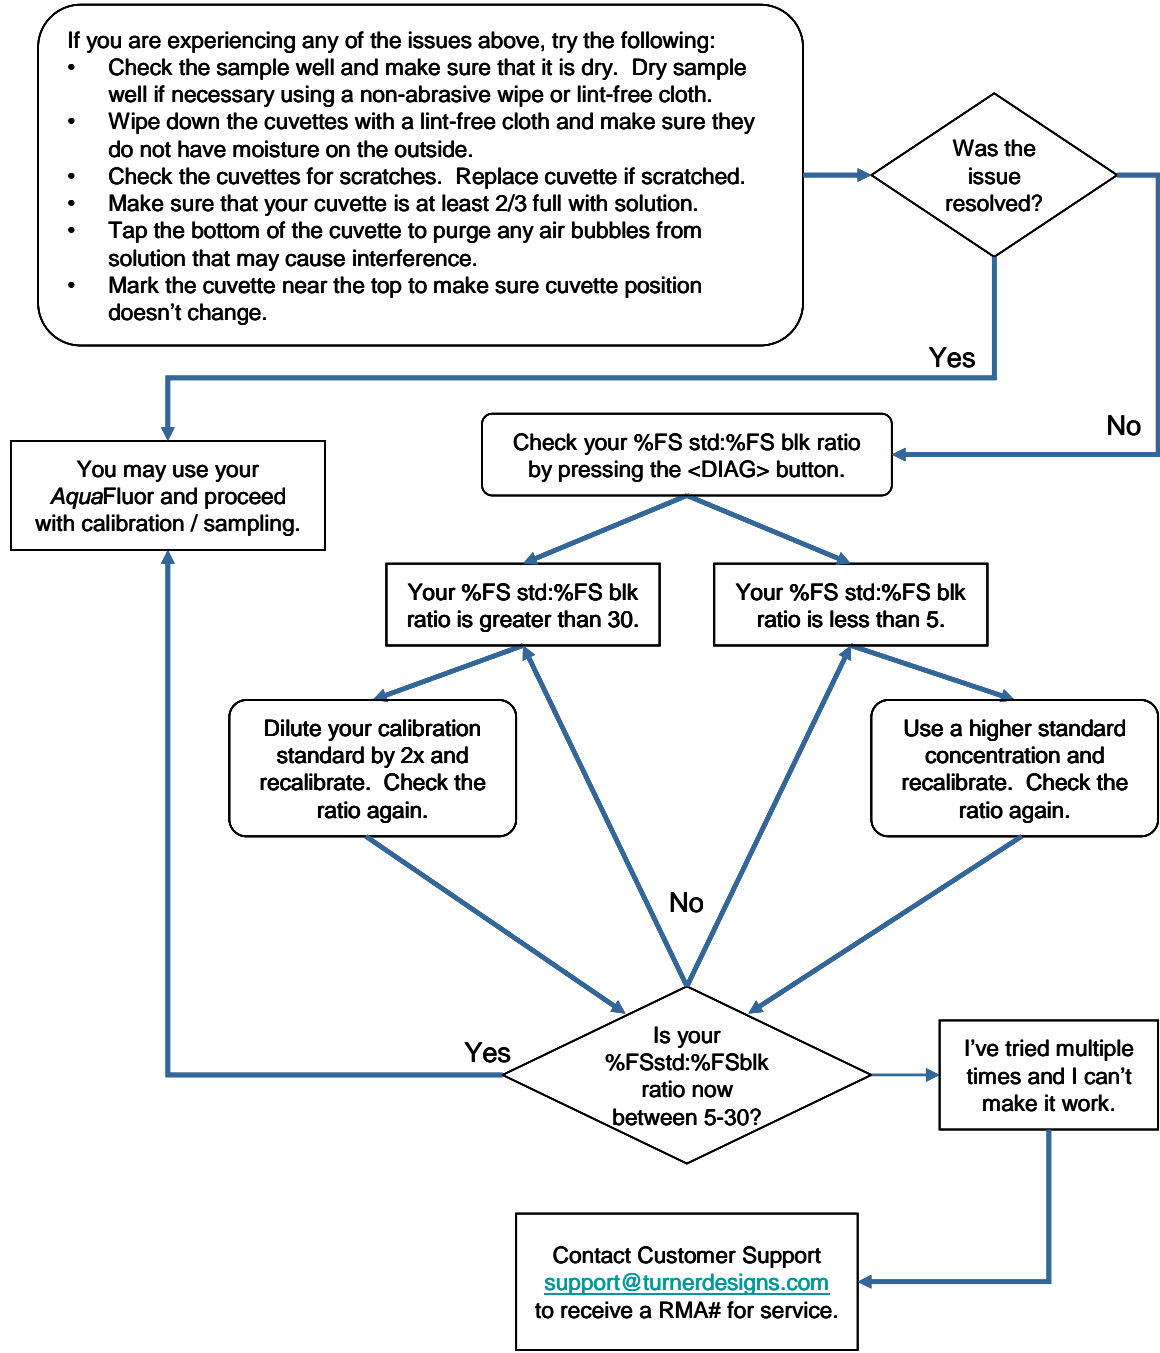 If you are experiencing any of the issues above, try the following:
• Check the sample well and make sure that it is dry.  Dry sample
well if necessary using a non-abrasive wipe or lint-free cloth.
• Wipe down the cuvettes with a lint-free cloth and make sure they
do not have moisture on the outside.
• Check the cuvettes for scratches.  Replace cuvette if scratched.
• Make sure that your cuvette is at least 2/3 full with solution.
• Tap the bottom of the cuvette to purge any air bubbles from
solution that may cause interference.
• Mark the cuvette near the top to make sure cuvette position
doesn't change.
Was the
issue
resolved?
Yes
No
You may use your
AquaFluor and proceed
with calibration / sampling.
Check your %FS std:%FS blk ratio
by pressing the <DIAG> button.
Your %FS std:%FS blk
ratio is greater than 30.
Your %FS std:%FS blk
ratio is less than 5.
Dilute your calibration
standard by 2x and
recalibrate.  Check the
ratio again.
Use a higher standard
concentration and
recalibrate.  Check the
ratio again.
No
Yes
Is your
%FSstd:%FSblk
ratio now
between 5-30?
I've tried multiple
times and I can't
make it work.
Contact Customer Support
support@turnerdesigns.com
to receive a RMA# for service.